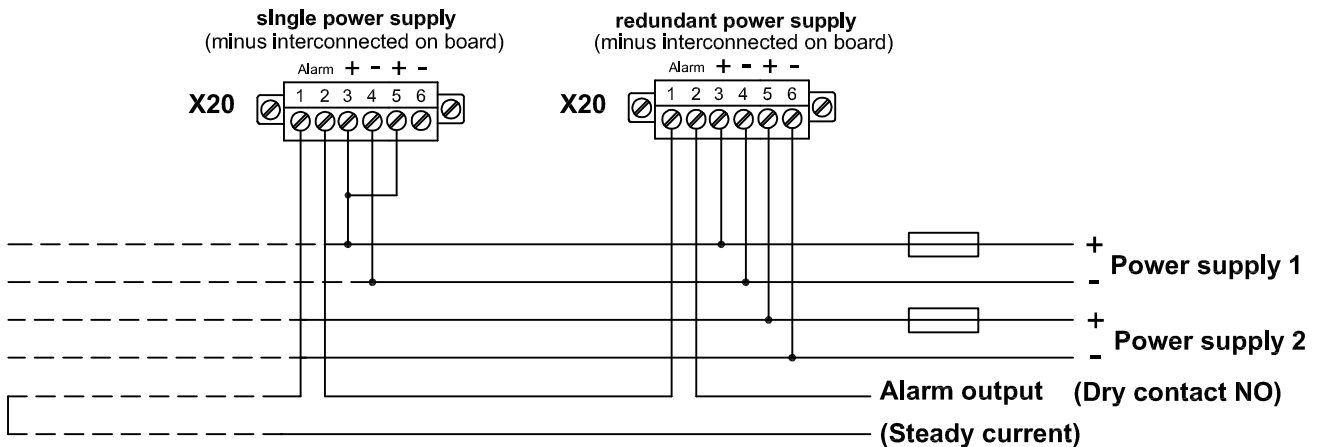 single power supply
(minus interconnected on board)
Alarm + - + -
X20
1 2 3 4 5 6
redundant power supply
(minus interconnected on board)
Alarm + - + -
X20
1 2 3 4 5 6
+
Power supply 1
-
+
Power supply 2
-
Alarm output (Dry contact NO)
(Steady current)